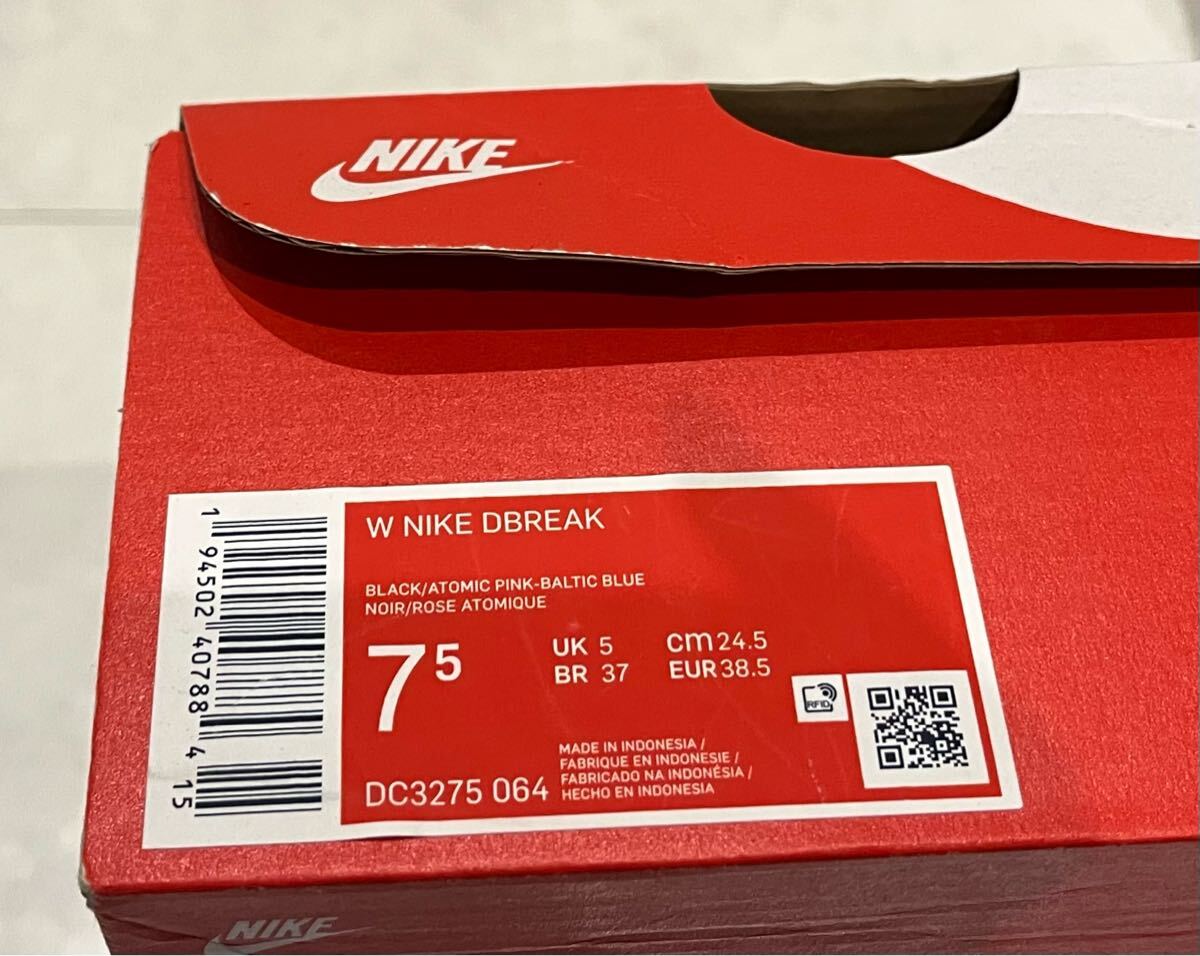 NIKE
W NIKE DBREAK
BLACK/ATOMIC PINK-BALTIC BLUE
NOIR/ROSE ATOMIQUE
7 5
UK 5 cm 24.5
BR 37 EUR 38.5
RFID
MADE IN INDONESIA /
FABRIQUE EN INDONESIE /
FABRICADO NA INDONÉSIA /
HECHO EN INDONESIA
DC3275 064
1 94502 40788 4 15
NIKE